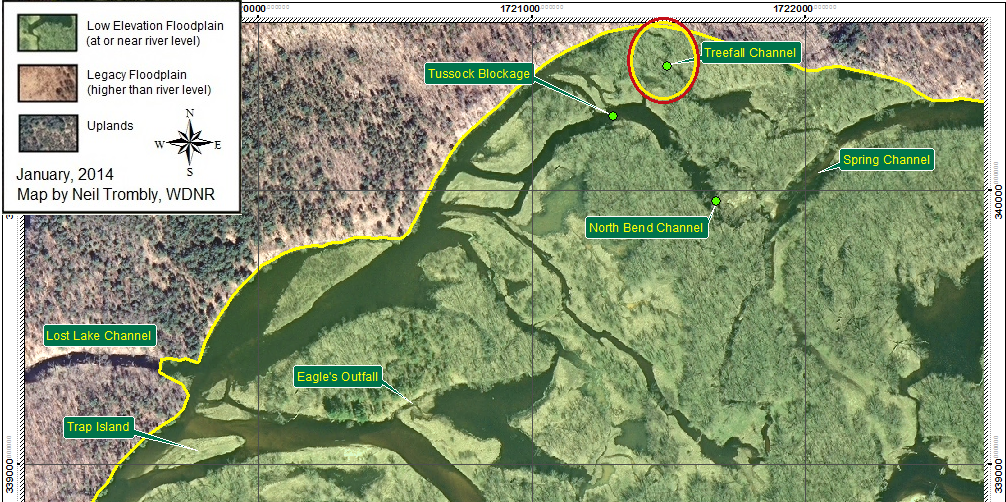 Low Elevation Floodplain
(at or near river level)
Legacy Floodplain
(higher than river level)
Uplands
N
W
E
S
January, 2014
Map by Neil Trombly, WDNR
1721000
1722000
Treefall Channel
Tussock Blockage
Spring Channel
North Bend Channel
340000
Lost Lake Channel
Eagle's Outfall
Trap Island
339000
339000